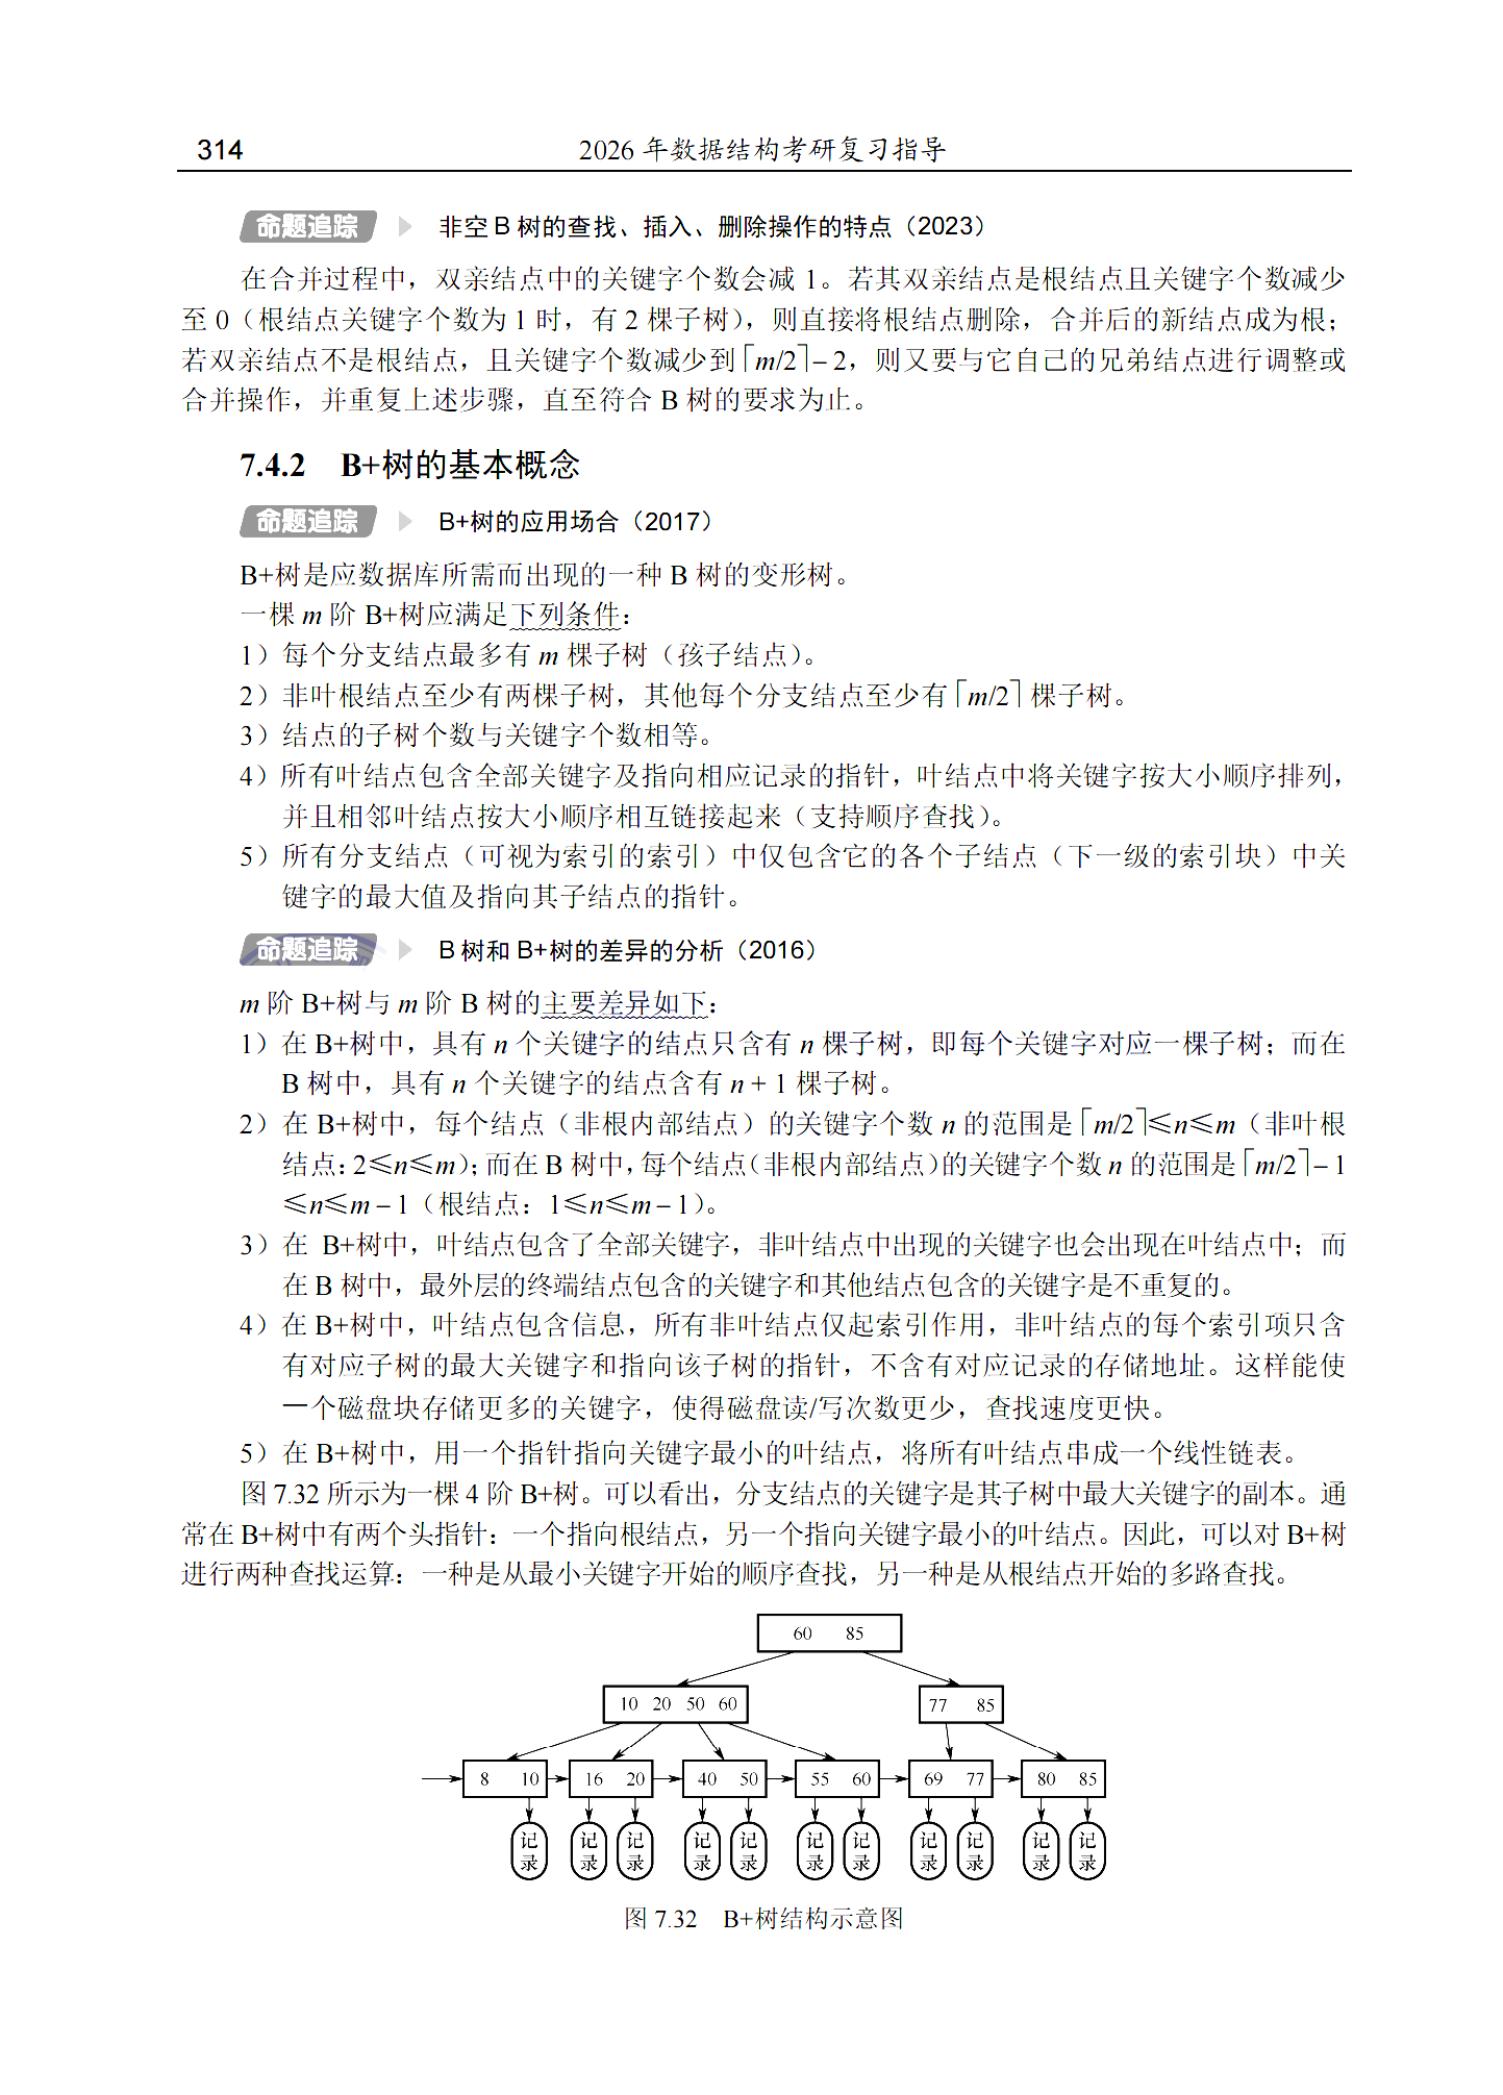 314
2026 年数据结构考研复习指导
命题追踪 非空 B 树的查找、插入、删除操作的特点（2023）
在合并过程中，双亲结点中的关键字个数会减 1。若其双亲结点是根结点且关键字个数减少
至 0（根结点关键字个数为 1 时，有 2 棵子树），则直接将根结点删除，合并后的新结点成为根；
若双亲结点不是根结点，且关键字个数减少到⌈m/2⌉– 2，则又要与它自己的兄弟结点进行调整或
合并操作，并重复上述步骤，直至符合 B 树的要求为止。
7.4.2 B+树的基本概念
命题追踪 B+树的应用场合（2017）
B+树是应数据库所需而出现的一种 B 树的变形树。
一棵 m 阶 B+树应满足下列条件：
1）每个分支结点最多有 m 棵子树（孩子结点）。
2）非叶根结点至少有两棵子树，其他每个分支结点至少有⌈m/2⌉ 棵子树。
3）结点的子树个数与关键字个数相等。
4）所有叶结点包含全部关键字及指向相应记录的指针，叶结点中将关键字按大小顺序排列，
并且相邻叶结点按大小顺序相互链接起来（支持顺序查找）。
5）所有分支结点（可视为索引的索引）中仅包含它的各个子结点（下一级的索引块）中关
键字的最大值及指向其子结点的指针。
命题追踪 B 树和 B+树的差异的分析（2016）
m 阶 B+树与 m 阶 B 树的主要差异如下：
1）在 B+树中，具有 n 个关键字的结点只含有 n 棵子树，即每个关键字对应一棵子树；而在
B 树中，具有 n 个关键字的结点含有 n + 1 棵子树。
2）在 B+树中，每个结点（非根内部结点）的关键字个数 n 的范围是⌈m/2⌉≤n≤m（非叶根
结点：2≤n≤m）；而在 B 树中，每个结点（非根内部结点）的关键字个数 n 的范围是⌈m/2⌉– 1
≤n≤m – 1（根结点：1≤n≤m – 1）。
3）在 B+树中，叶结点包含了全部关键字，非叶结点中出现的关键字也会出现在叶结点中；而
在 B 树中，最外层的终端结点包含的关键字和其他结点包含的关键字是不重复的。
4）在 B+树中，叶结点包含信息，所有非叶结点仅起索引作用，非叶结点的每个索引项只含
有对应子树的最大关键字和指向该子树的指针，不含有对应记录的存储地址。这样能使
一个磁盘块存储更多的关键字，使得磁盘读/写次数更少，查找速度更快。
5）在 B+树中，用一个指针指向关键字最小的叶结点，将所有叶结点串成一个线性链表。
图 7.32 所示为一棵 4 阶 B+树。可以看出，分支结点的关键字是其子树中最大关键字的副本。通
常在 B+树中有两个头指针：一个指向根结点，另一个指向关键字最小的叶结点。因此，可以对 B+树
进行两种查找运算：一种是从最小关键字开始的顺序查找，另一种是从根结点开始的多路查找。
60 85
10 20 50 60 77 85
8 10 16 20 40 50 55 60 69 77 80 85
记录 记录 记录 记录 记录 记录 记录 记录 记录 记录 记录
图 7.32 B+树结构示意图